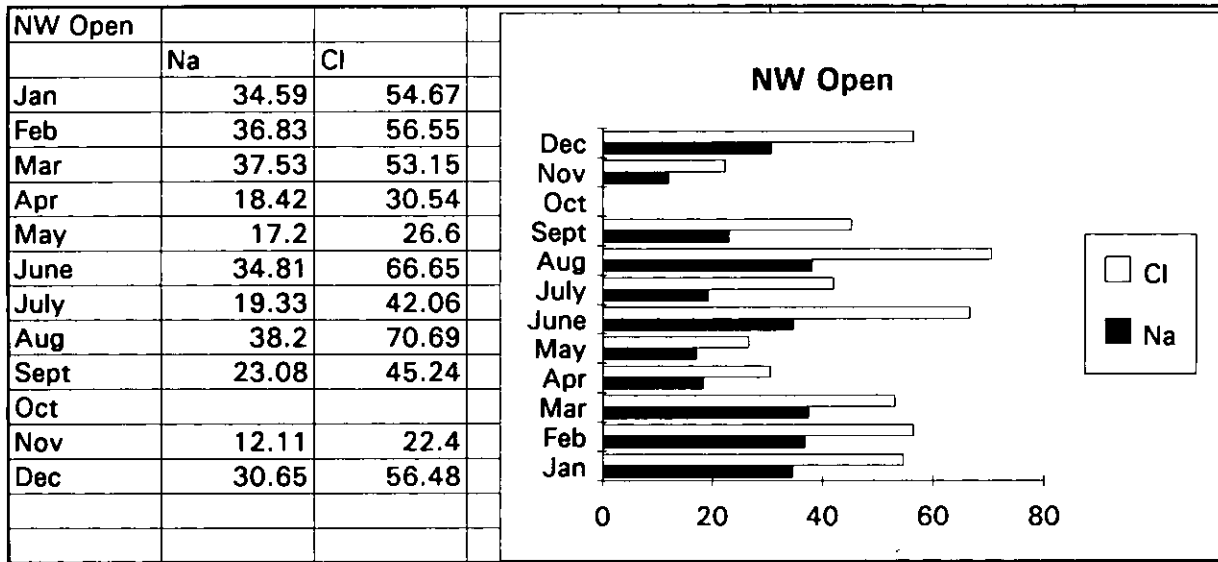 NW Open
Na Cl
Jan 34.59 54.67
Feb 36.83 56.55
Mar 37.53 53.15
Apr 18.42 30.54
May 17.2 26.6
June 34.81 66.65
July 19.33 42.06
Aug 38.2 70.69
Sept 23.08 45.24
Oct
Nov 12.11 22.4
Dec 30.65 56.48
NW Open
Dec
Nov
Oct
Sept
Aug
July
June
May
Apr
Mar
Feb
Jan
0 20 40 60 80
Cl
Na